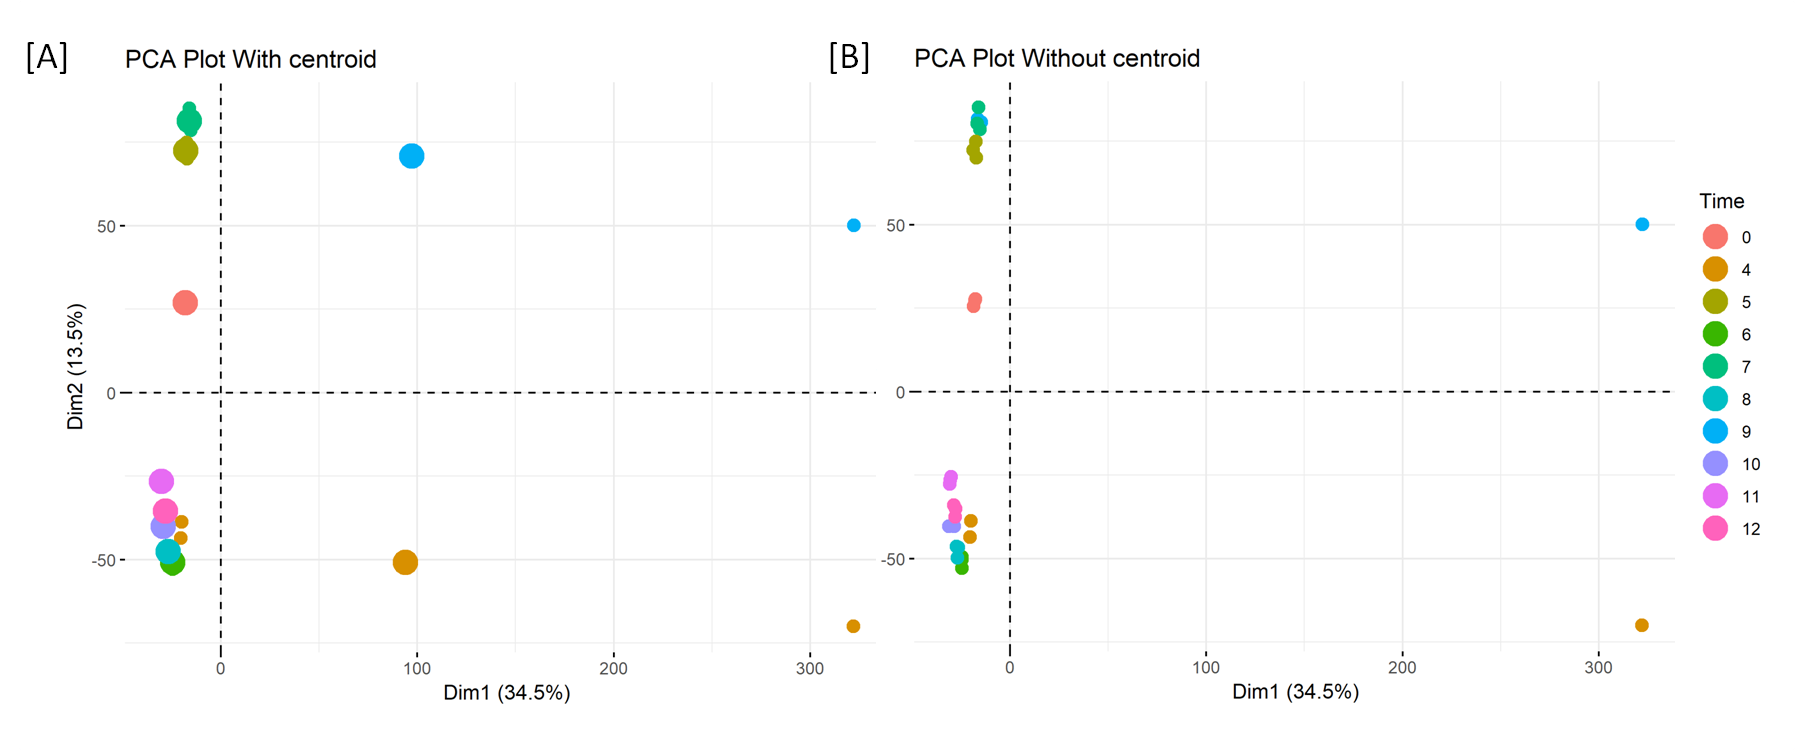 [A]
PCA Plot With centroid
50
0
-50
Dim2 (13.5%)
0 100 200 300
Dim1 (34.5%)
[B]
PCA Plot Without centroid
50
0
-50
0 100 200 300
Dim1 (34.5%)
Time
0
4
5
6
7
8
9
10
11
12